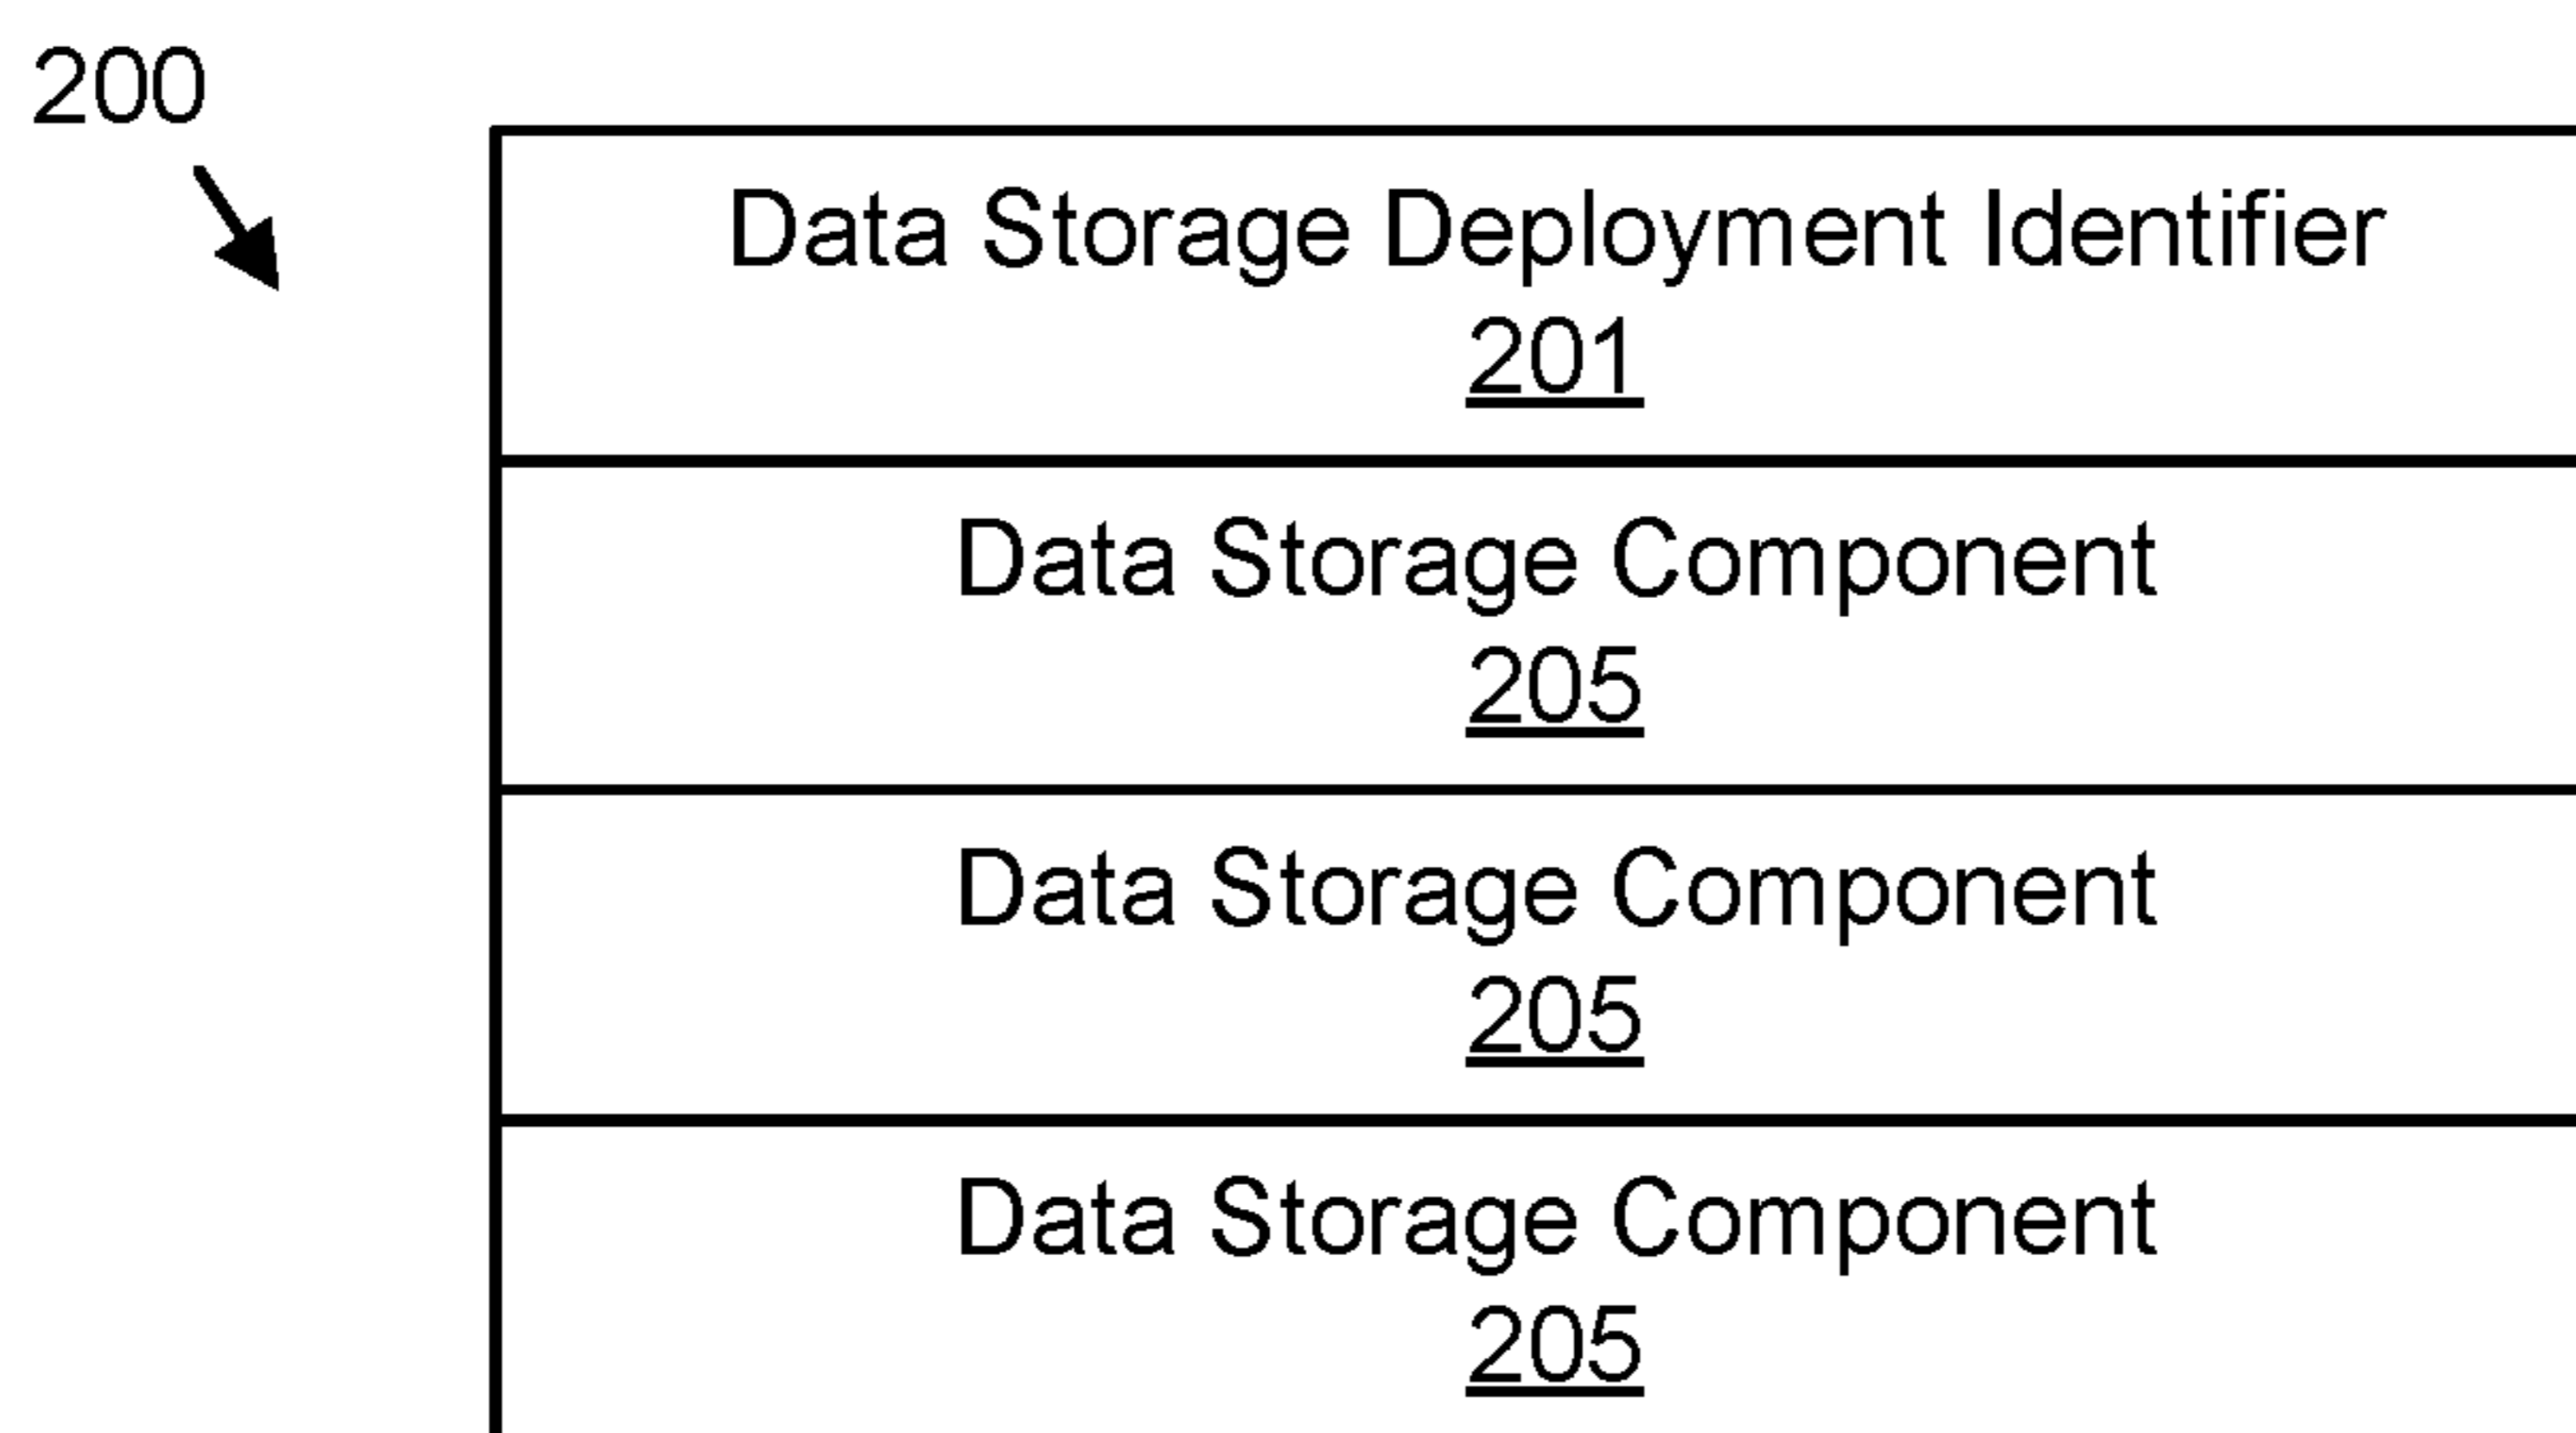 200
Data Storage Deployment Identifier
201
Data Storage Component
205
Data Storage Component
205
Data Storage Component
205